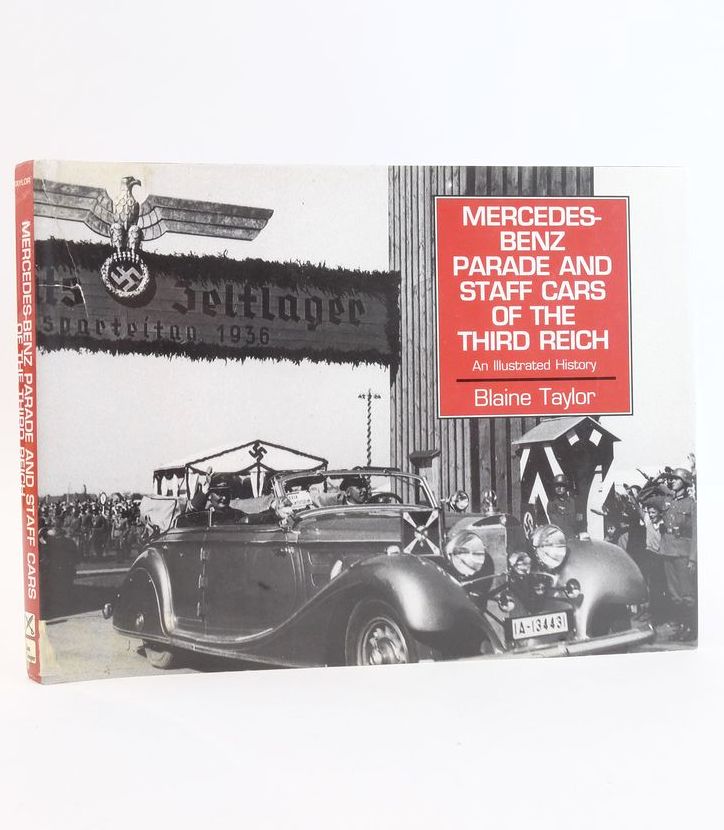 TAYLOR
MERCEDES-BENZ PARADE AND STAFF CARS
OF THE THIRD REICH
Zeltlager
sparteitag 1936
MERCEDES-
BENZ
PARADE AND
STAFF CARS
OF THE
THIRD REICH
An Illustrated History
Blaine Taylor
IA-134431